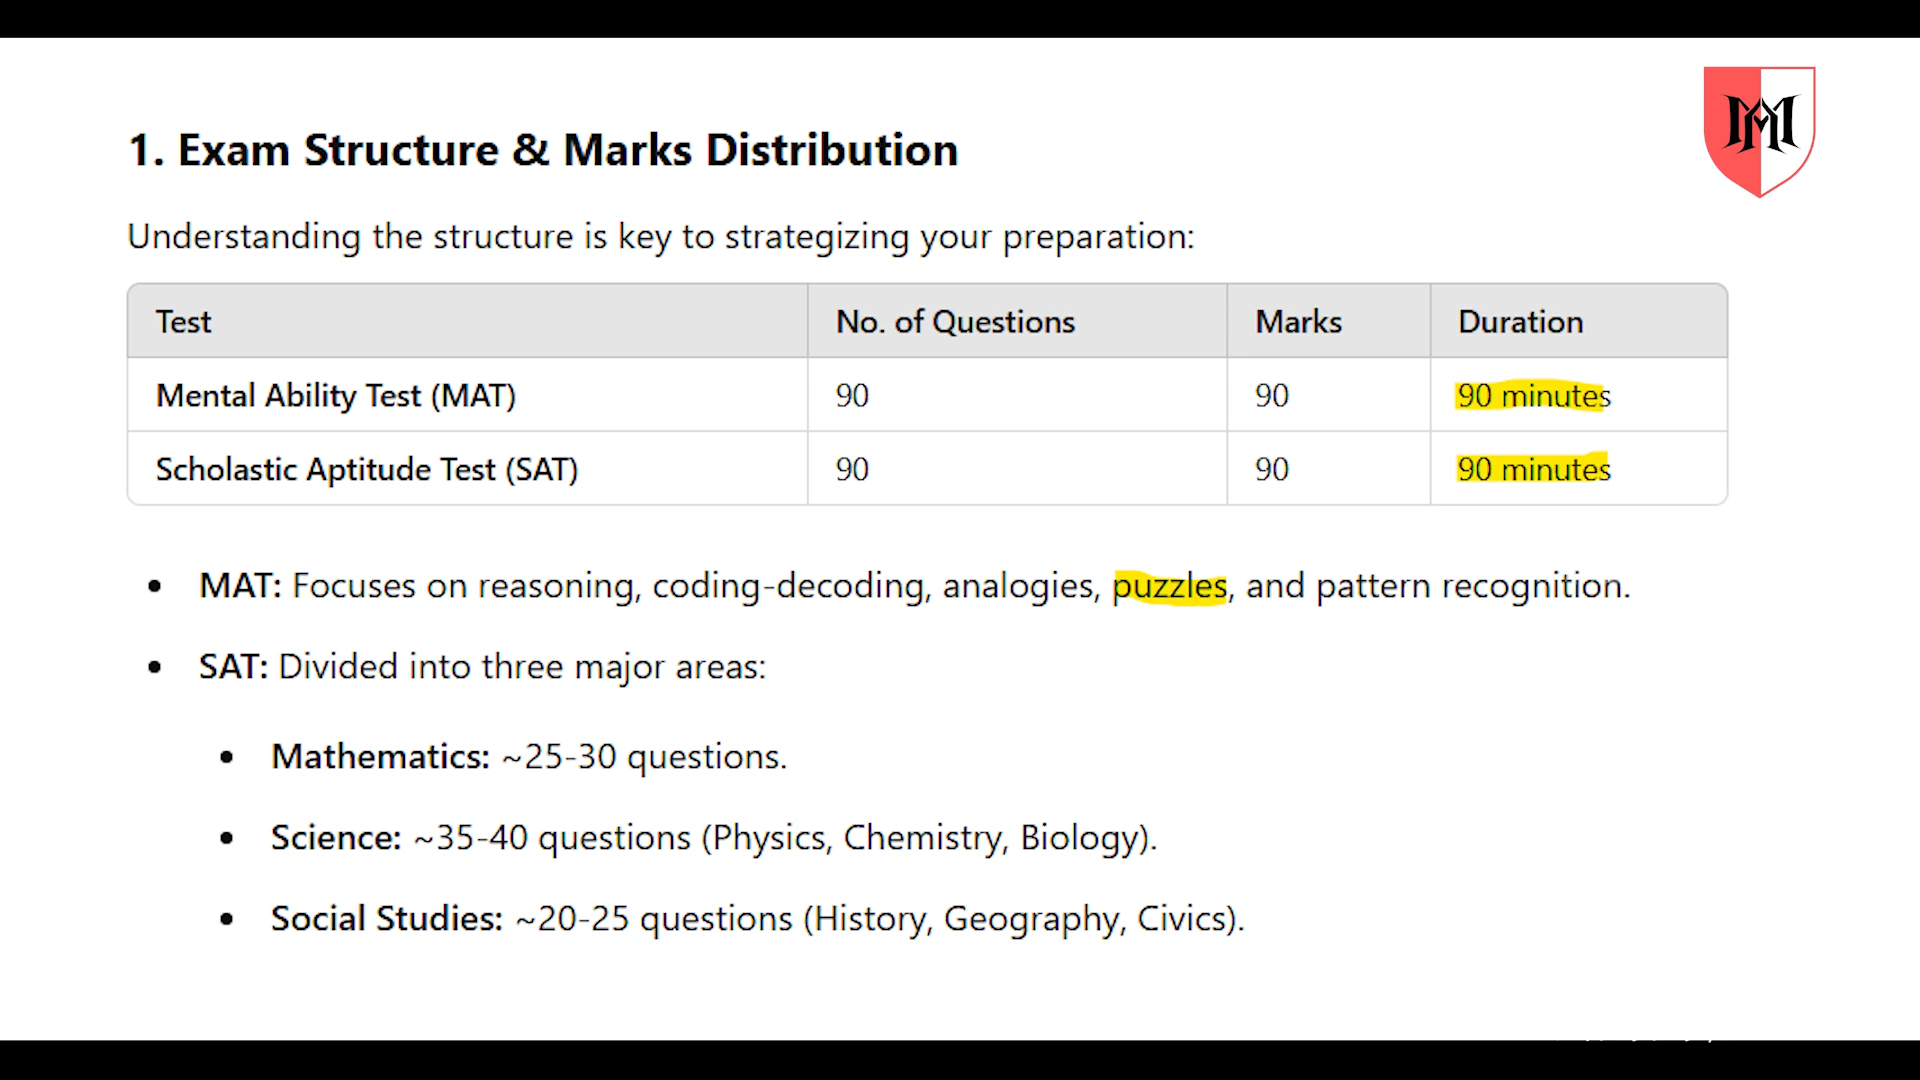 1. Exam Structure & Marks Distribution
Understanding the structure is key to strategizing your preparation:
Test No. of Questions Marks Duration
Mental Ability Test (MAT) 90 90 90 minutes
Scholastic Aptitude Test (SAT) 90 90 90 minutes
• MAT: Focuses on reasoning, coding-decoding, analogies, puzzles, and pattern recognition.
• SAT: Divided into three major areas:
• Mathematics: ~25-30 questions.
• Science: ~35-40 questions (Physics, Chemistry, Biology).
• Social Studies: ~20-25 questions (History, Geography, Civics).